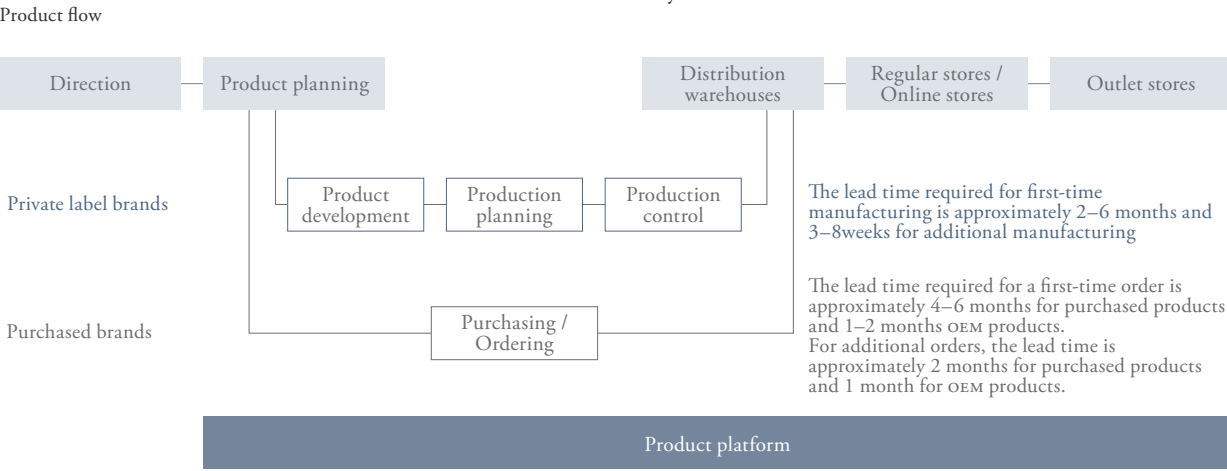 Product flow
Direction
Product planning
Distribution
warehouses
Regular stores /
Online stores
Outlet stores
Private label brands
Product
development
Production
planning
Production
control
The lead time required for first-time
manufacturing is approximately 2–6 months and
3–8weeks for additional manufacturing
Purchased brands
Purchasing /
Ordering
The lead time required for a first-time order is
approximately 4–6 months for purchased products
and 1–2 months OEM products.
For additional orders, the lead time is
approximately 2 months for purchased products
and 1 month for OEM products.
Product platform